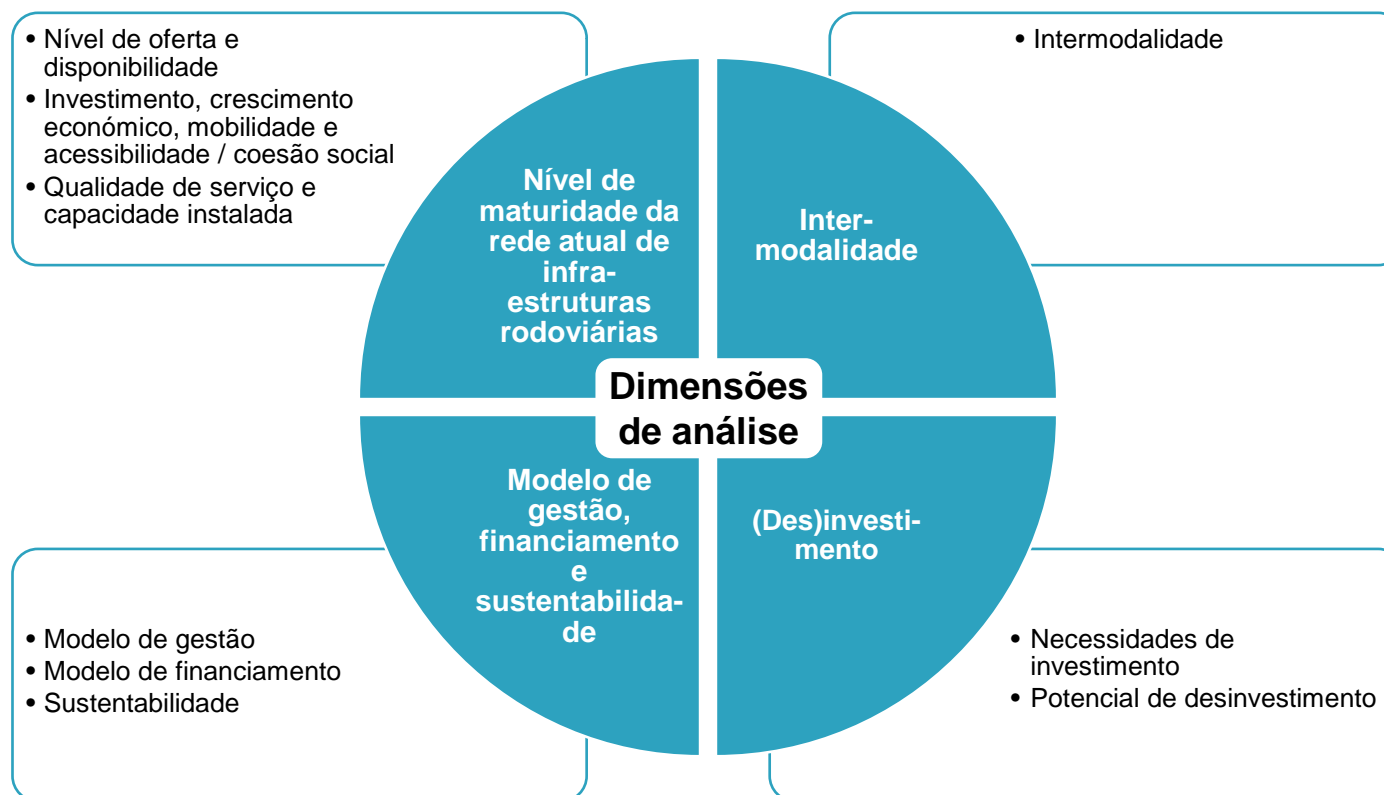 • Nível de oferta e
disponibilidade
• Investimento, crescimento
económico, mobilidade e
acessibilidade / coesão social
• Qualidade de serviço e
capacidade instalada
• Intermodalidade
Nível de
maturidade da
rede atual de
infra-
estruturas
rodoviárias
Inter-
modalidade
Dimensões
de análise
Modelo de
gestão,
financiamento
e
sustentabilida-
de
(Des)investi-
mento
• Modelo de gestão
• Modelo de financiamento
• Sustentabilidade
• Necessidades de
investimento
• Potencial de desinvestimento